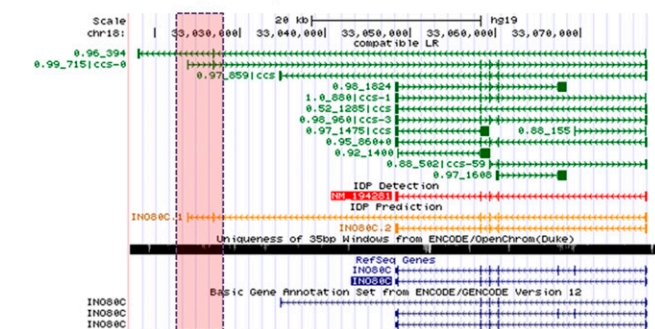 Scale 20 kb hg19
chr18: 33,030,000 33,040,000 33,050,000 33,060,000 33,070,000
compatible LR
0.96_394
0.99_715|ccs-0
0.97_859|ccs
0.98_1824
1.0_880|ccs-1
0.52_1285|ccs
0.98_960|ccs-3
0.97_1475|ccs 0.88_155
0.95_860+0
0.92_1400
0.88_502|ccs-59
0.97_1608
IDP Detection
NM_194281
IDP Prediction
INO80C.1
INO80C.2
Uniqueness of 35bp Windows from ENCODE/OpenChrom(Duke)
RefSeq Genes
INO80C
INO80C
Basic Gene Annotation Set from ENCODE/GENCODE Version 12
INO80C
INO80C
INO80C